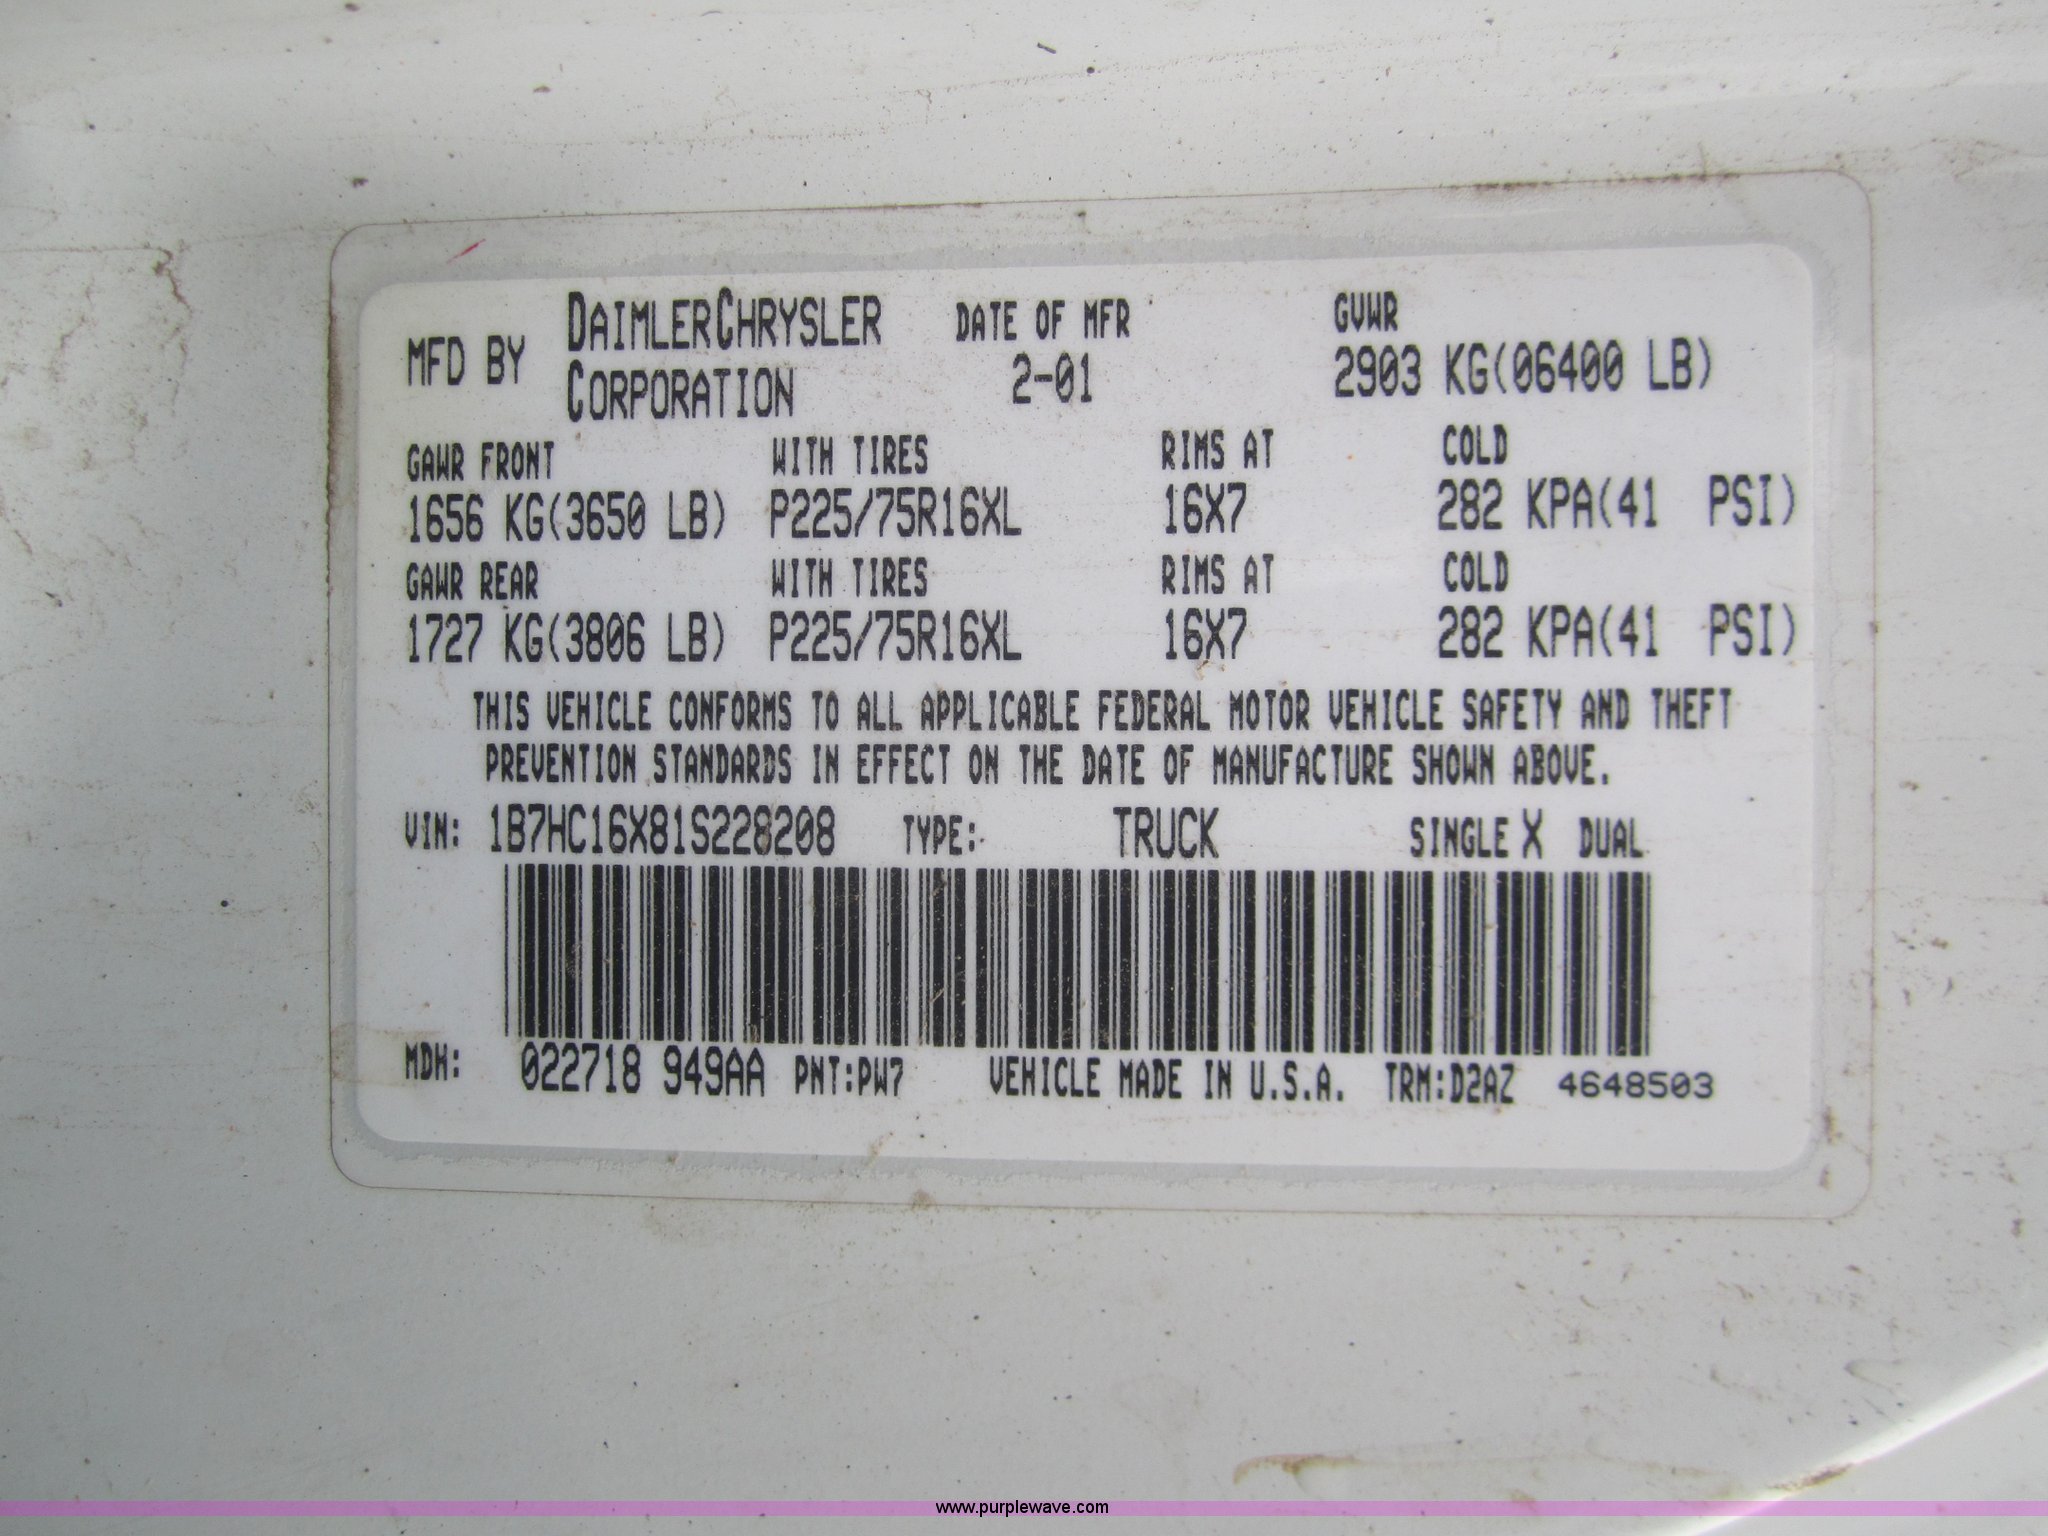 MFD BY DAIMLERCHRYSLER CORPORATION DATE OF MFR 2-01 GVWR 2903 KG(06400 LB)
GAWR FRONT WITH TIRES RIMS AT COLD
1656 KG(3650 LB) P225/75R16XL 16X7 282 KPA(41 PSI)
GAWR REAR WITH TIRES RIMS AT COLD
1727 KG(3806 LB) P225/75R16XL 16X7 282 KPA(41 PSI)
THIS VEHICLE CONFORMS TO ALL APPLICABLE FEDERAL MOTOR VEHICLE SAFETY AND THEFT
PREVENTION STANDARDS IN EFFECT ON THE DATE OF MANUFACTURE SHOWN ABOVE.
VIN: 1B7HC16X81S228208 TYPE: TRUCK SINGLE X DUAL
MDH: 022718 949AA PNT:PW7 VEHICLE MADE IN U.S.A. TRM:D2AZ 4648503
www.purplewave.com